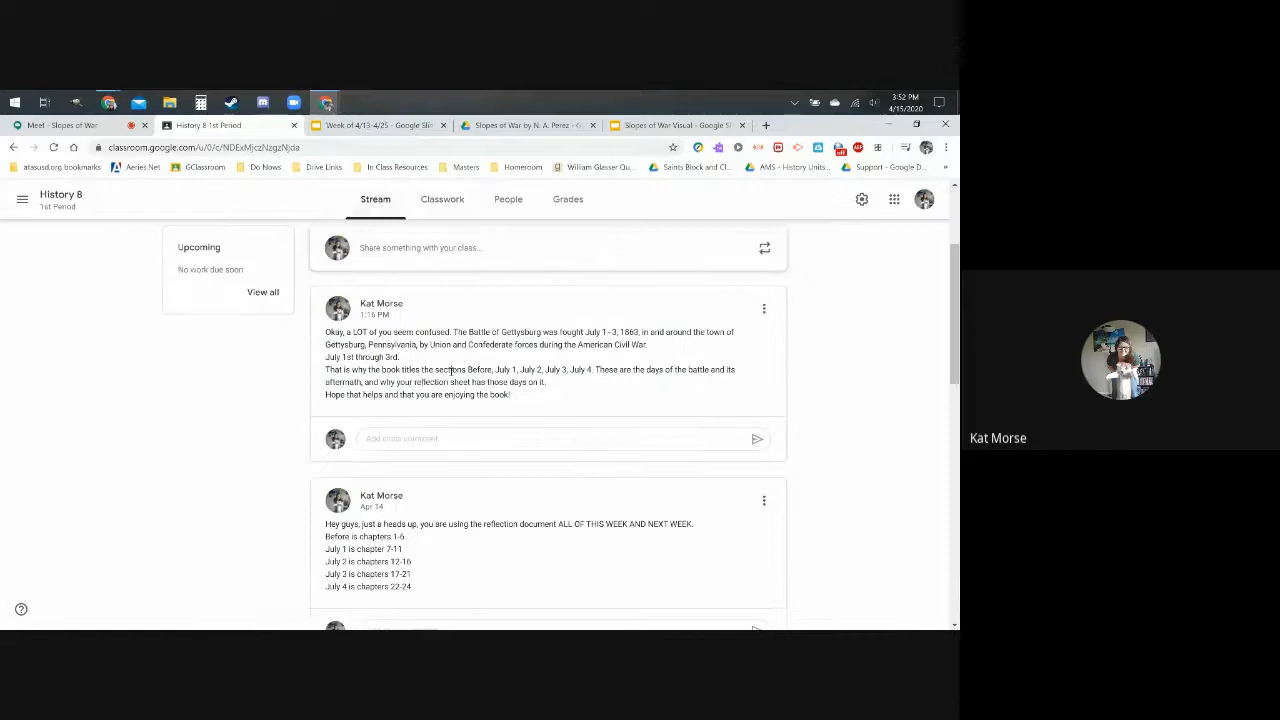 3:52 PM
4/15/2020
Meet - Slopes of War
History 8 1st Period
Week of 4/13-4/25 - Google Slid
Slopes of War by N. A. Perez - G
Slopes of War Visual - Google S
classroom.google.com/u/0/c/NDExMjczNzgzNjda
atasusd.org bookmarks
Aeries.Net
GClassroom
Do Nows
Drive Links
In Class Resources
Masters
Homeroom
William Glasser Qu...
Saints Block and Cl...
AMS - History Units...
Support - Google D...
»
History 8
1st Period
Stream
Classwork
People
Grades
Upcoming
No work due soon
View all
Share something with your class...
Kat Morse
1:16 PM
Okay, a LOT of you seem confused. The Battle of Gettysburg was fought July 1–3, 1863, in and around the town of
Gettysburg, Pennsylvania, by Union and Confederate forces during the American Civil War.
July 1st through 3rd.
That is why the book titles the sections Before, July 1, July 2, July 3, July 4. These are the days of the battle and its
aftermath, and why your reflection sheet has those days on it.
Hope that helps and that you are enjoying the book!
Add class comment
Kat Morse
Apr 14
Hey guys, just a heads up, you are using the reflection document ALL OF THIS WEEK AND NEXT WEEK.
Before is chapters 1-6
July 1 is chapter 7-11
July 2 is chapters 12-16
July 3 is chapters 17-21
July 4 is chapters 22-24
Kat Morse